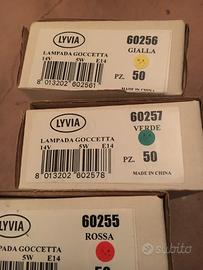 LYVIA
60256
GIALLA
LAMPADA GOCCETTA
14V 5W E14
8 013202 602561
PZ. 50
MADE IN CHINA
LYVIA
60257
VERDE
LAMPADA GOCCETTA
14V 5W E14
8 013202 602578
PZ. 50
MADE IN CHINA
LYVIA
60255
ROSSA
LAMPADA GOCCETTA
14V 5W E14
50
subito